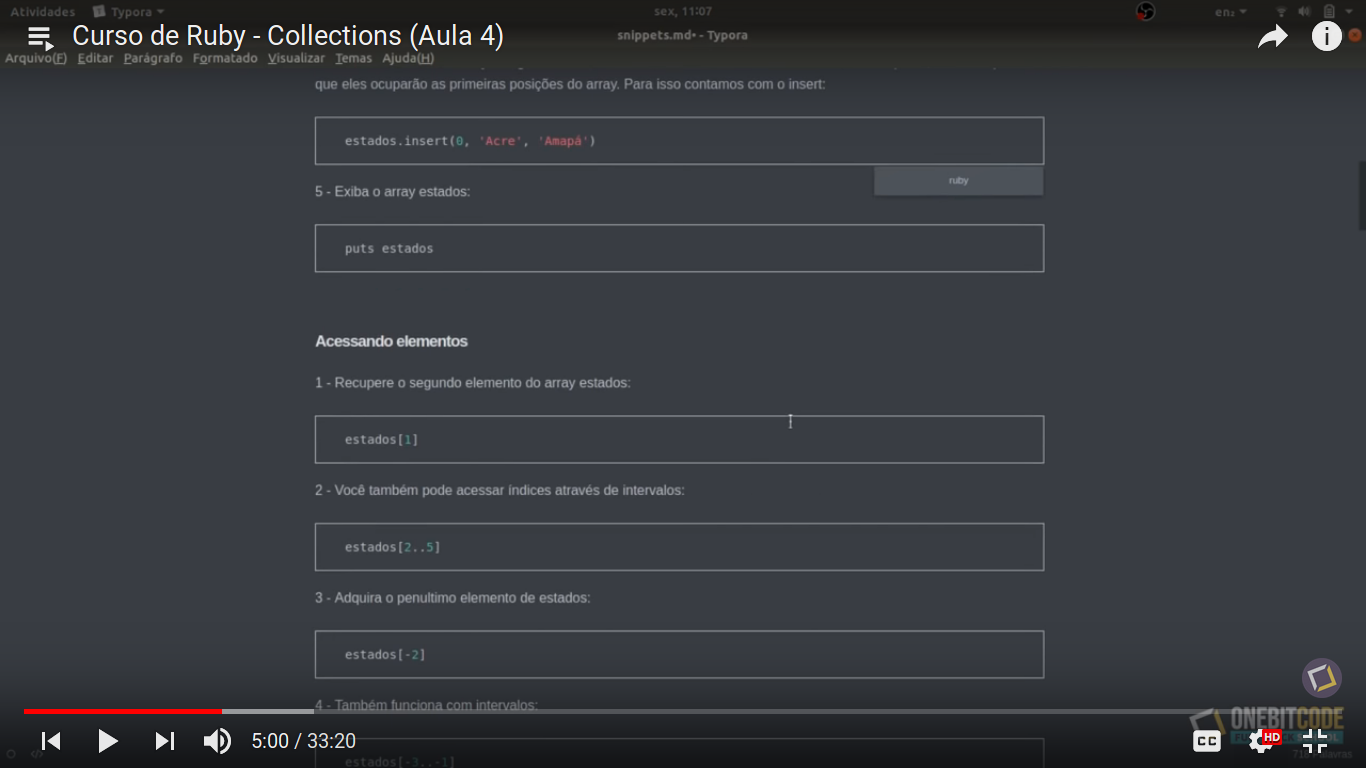 Atividades Typora sex, 11:07 en₂
Curso de Ruby - Collections (Aula 4)
snippets.md• - Typora
Arquivo(F) Editar Parágrafo Formatado Visualizar Temas Ajuda(H)
que eles ocuparão as primeiras posições do array. Para isso contamos com o insert:
estados.insert(0, 'Acre', 'Amapá')
ruby
5 - Exiba o array estados:
puts estados
Acessando elementos
1 - Recupere o segundo elemento do array estados:
estados[1]
2 - Você também pode acessar índices através de intervalos:
estados[2..5]
3 - Adquira o penultimo elemento de estados:
estados[-2]
4 - Também funciona com intervalos:
ONEBITCODE
5:00 / 33:20
CC
HD
estados[-3..-1]